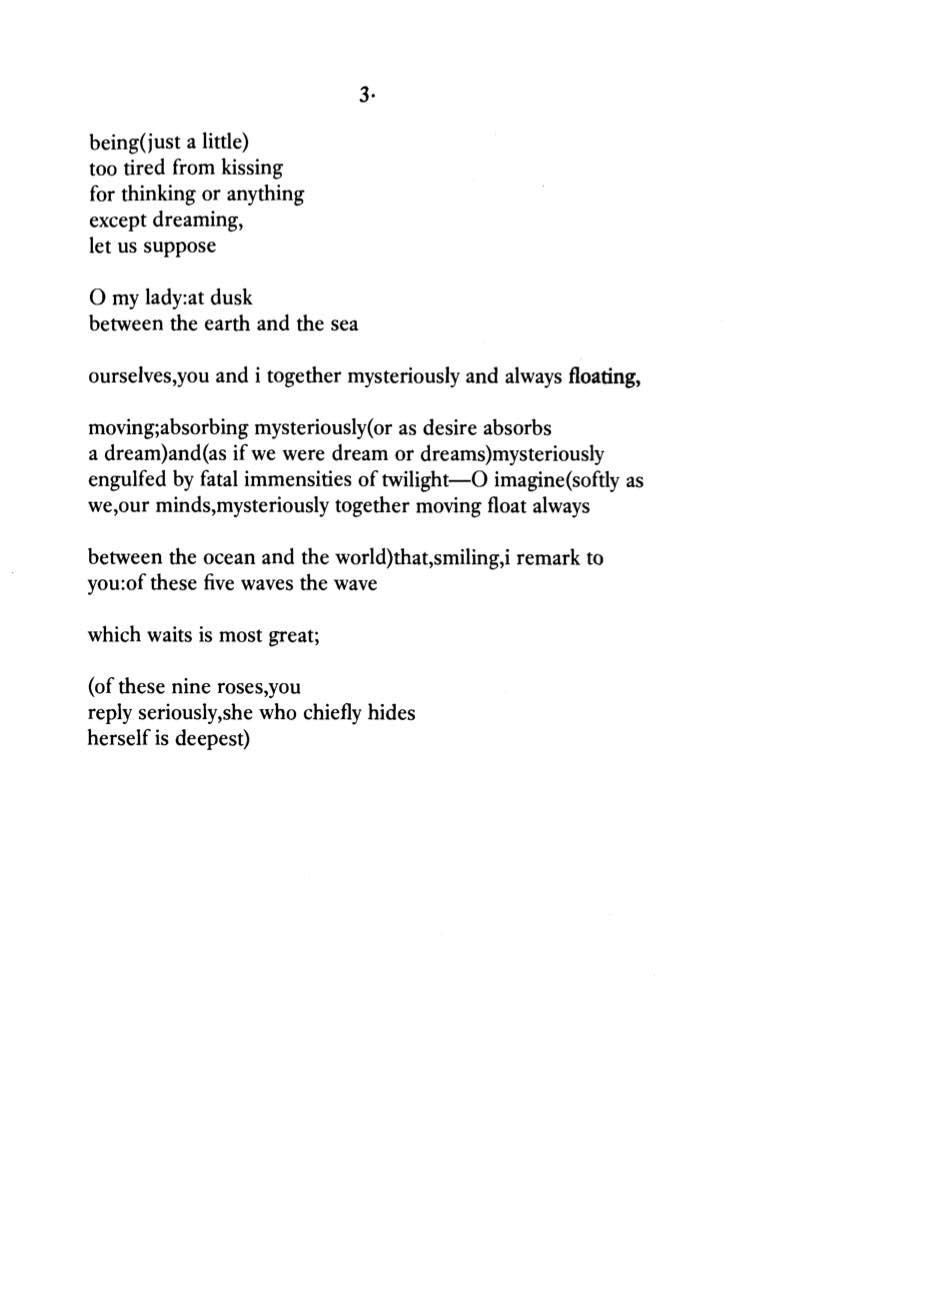 3.
being(just a little)
too tired from kissing
for thinking or anything
except dreaming,
let us suppose
O my lady:at dusk
between the earth and the sea
ourselves,you and i together mysteriously and always floating,
moving;absorbing mysteriously(or as desire absorbs
a dream)and(as if we were dream or dreams)mysteriously
engulfed by fatal immensities of twilight—O imagine(softly as
we,our minds,mysteriously together moving float always
between the ocean and the world)that,smiling,i remark to
you:of these five waves the wave
which waits is most great;
(of these nine roses,you
reply seriously,she who chiefly hides
herself is deepest)